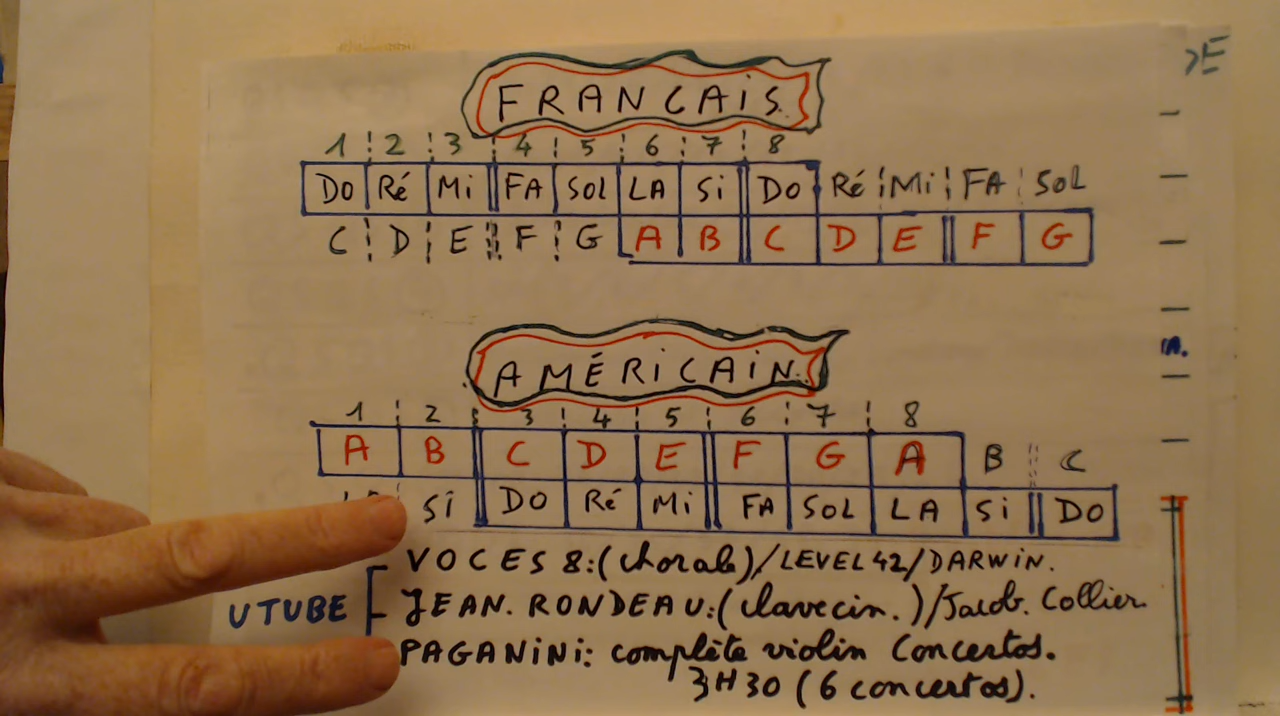 FRANCAIS.
1 2 3 4 5 6 7 8
DO Ré Mi FA SOL LA Si DO Ré Mi FA SOL
C D E F G A B C D E F G
AMÉRICAIN.
1 2 3 4 5 6 7 8
A B C D E F G A B C
Si DO Ré Mi FA SOL LA Si DO
VOCES 8:(chorale)/LEVEL 42/DARWIN.
UTUBE JEAN. RONDEAU:(clavecin.)/Jacob. Collier.
PAGANINI: complète violin Concertos.
3H30 (6 concertos).